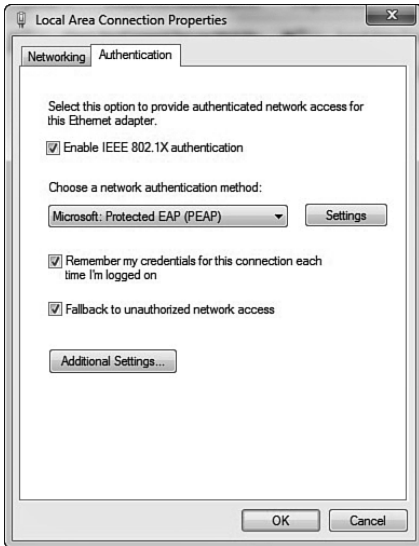 Local Area Connection Properties
Networking
Authentication
Select this option to provide authenticated network access for
this Ethernet adapter.
Enable IEEE 802.1X authentication
Choose a network authentication method:
Microsoft: Protected EAP (PEAP)
Settings
Remember my credentials for this connection each
time I'm logged on
Fallback to unauthorized network access
Additional Settings...
OK
Cancel